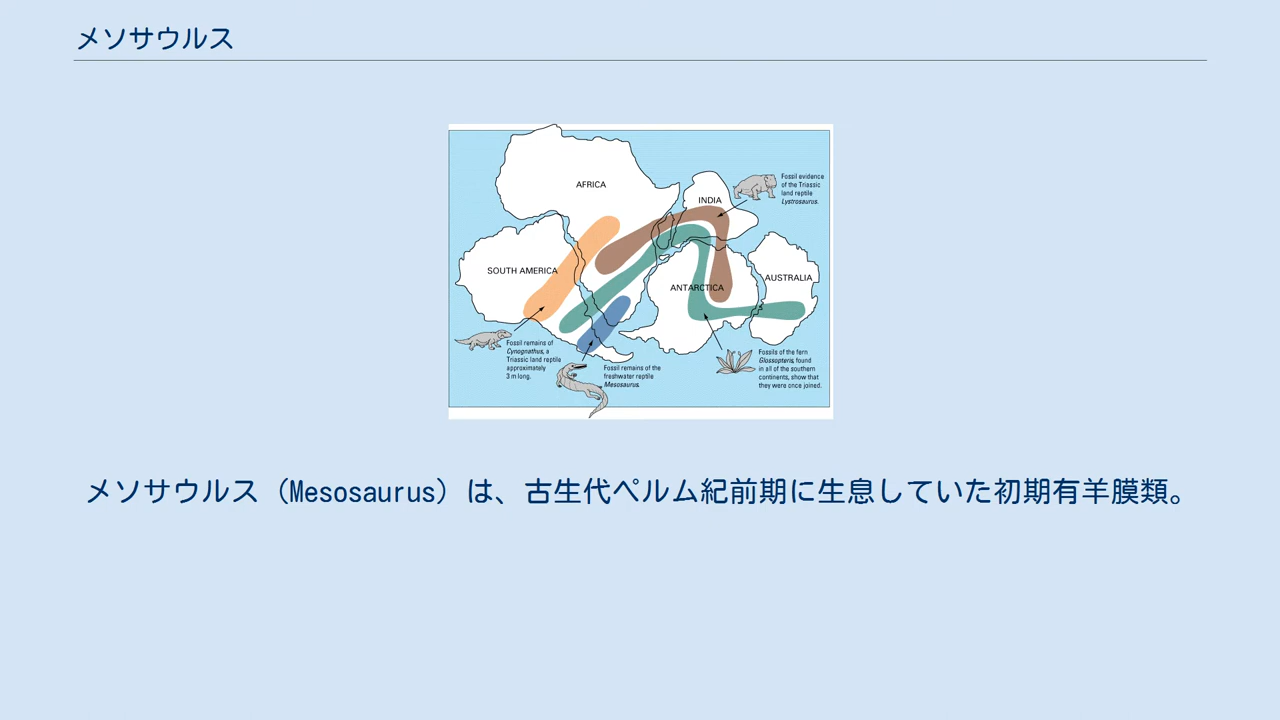 メソサウルス
AFRICA
INDIA
Fossil evidence
of the Triassic
land reptile
Lystrosaurus.
SOUTH AMERICA
ANTARCTICA
AUSTRALIA
Fossil remains of
Cynognathus, a
Triassic land reptile
approximately
3 m long.
Fossil remains of the
freshwater reptile
Mesosaurus.
Fossils of the fern
Glossopteris, found
in all of the southern
continents, show that
they were once joined.
メソサウルス（Mesosaurus）は、古生代ペルム紀前期に生息していた初期有羊膜類。